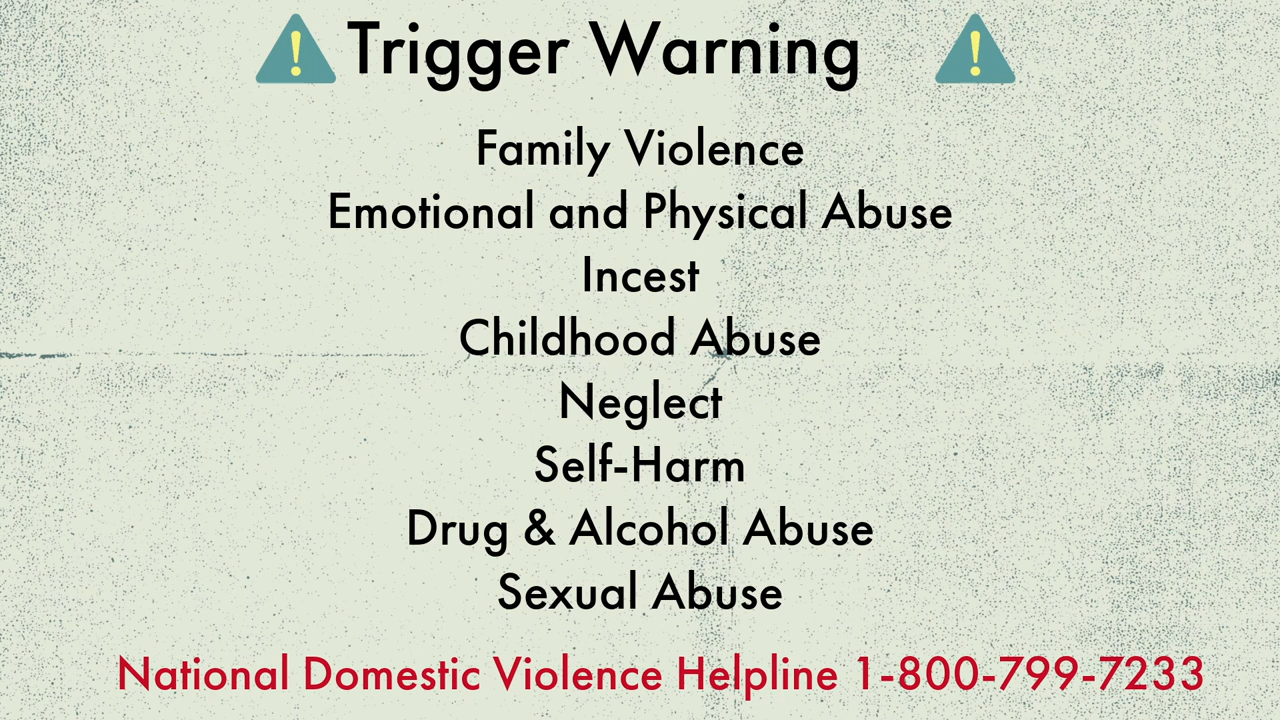 Trigger Warning
Family Violence
Emotional and Physical Abuse
Incest
Childhood Abuse
Neglect
Self-Harm
Drug & Alcohol Abuse
Sexual Abuse
National Domestic Violence Helpline 1-800-799-7233